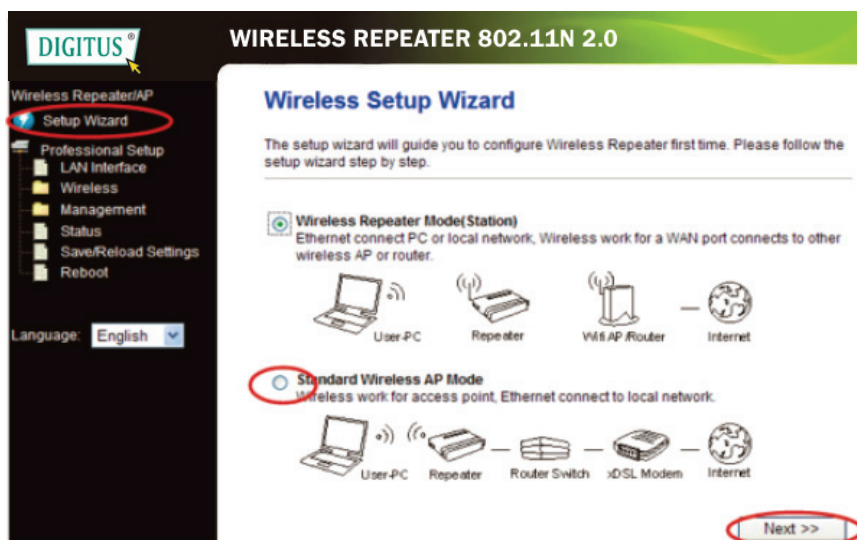 DIGITUS®
WIRELESS REPEATER 802.11N 2.0
Wireless Repeater/AP
Setup Wizard
Professional Setup
LAN Interface
Wireless
Management
Status
Save/Reload Settings
Reboot
Language: English
Wireless Setup Wizard
The setup wizard will guide you to configure Wireless Repeater first time. Please follow the
setup wizard step by step.
Wireless Repeater Mode(Station)
Ethernet connect PC or local network, Wireless work for a WAN port connects to other
wireless AP or router.
User-PC Repeater Wifi AP /Router Internet
Standard Wireless AP Mode
Wireless work for access point, Ethernet connect to local network.
User-PC Repeater Router Switch xDSL Modem Internet
Next >>